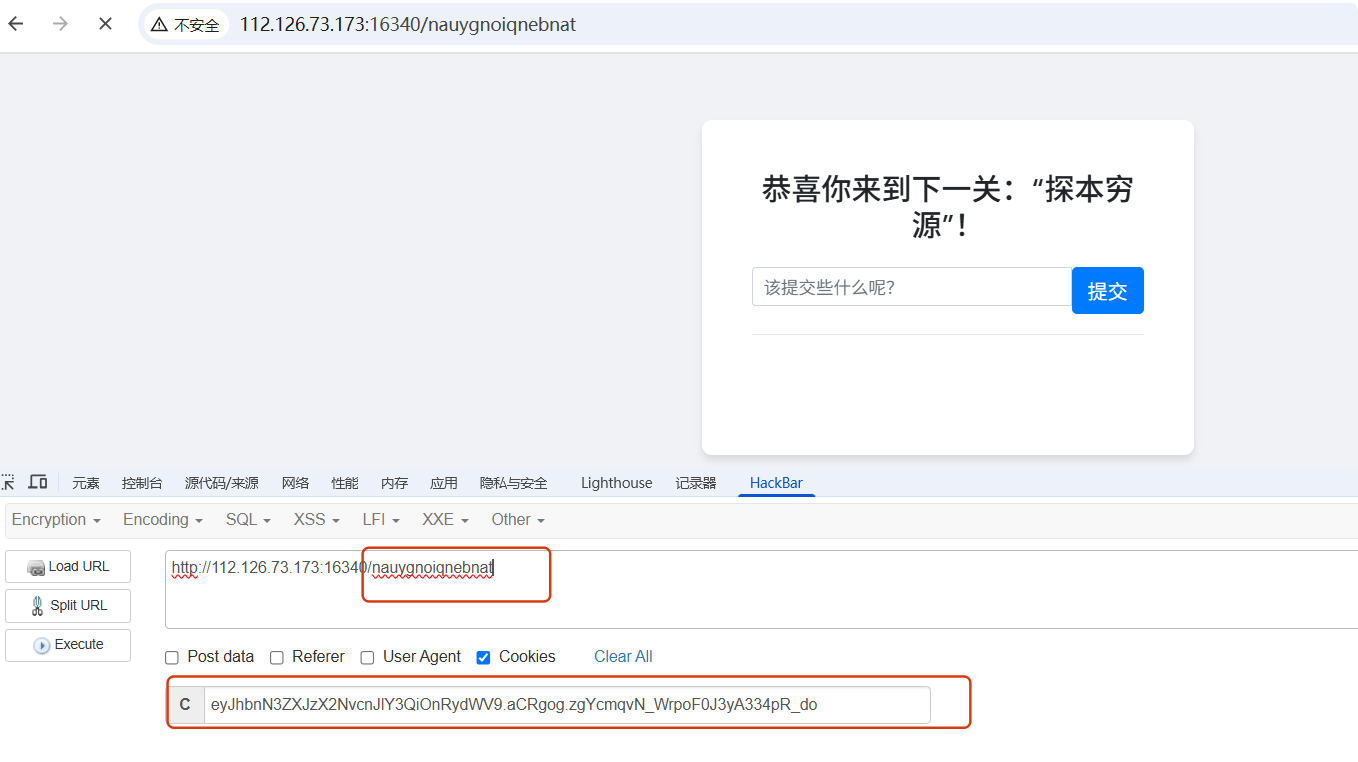 不安全 112.126.73.173:16340/nauygnoiqnebnat
恭喜你来到下一关：“探本穷
源”！
该提交些什么呢？ 提交
元素 控制台 源代码/来源 网络 性能 内存 应用 隐私与安全 Lighthouse 记录器 HackBar
Encryption Encoding SQL XSS LFI XXE Other
Load URL http://112.126.73.173:16340/nauygnoiqnebnat
Split URL
Execute
Post data Referer User Agent Cookies Clear All
C eyJhbnN3ZXJzX2NvcnJlY3QiOnRydWV9.aCRgog.zgYcmqvN_WrpoF0J3yA334pR_do